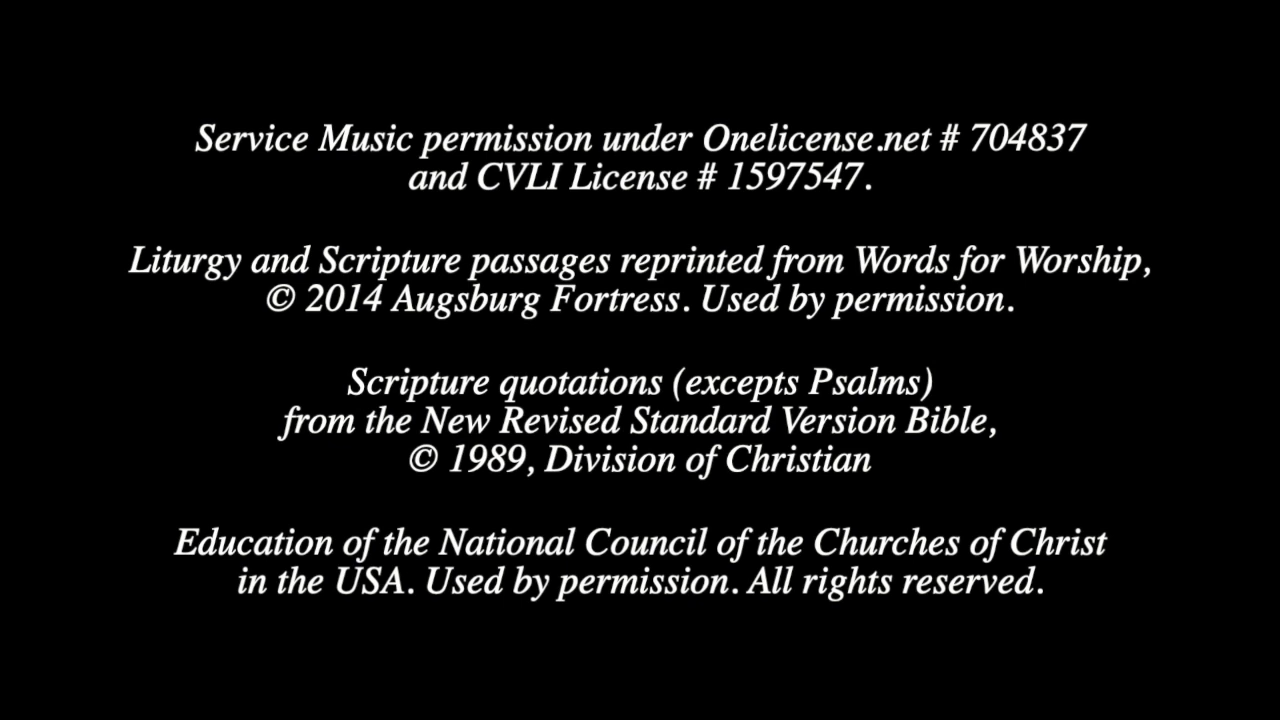 Service Music permission under Onelicense.net # 704837
and CVLI License # 1597547.
Liturgy and Scripture passages reprinted from Words for Worship,
© 2014 Augsburg Fortress. Used by permission.
Scripture quotations (excepts Psalms)
from the New Revised Standard Version Bible,
© 1989, Division of Christian
Education of the National Council of the Churches of Christ
in the USA. Used by permission. All rights reserved.